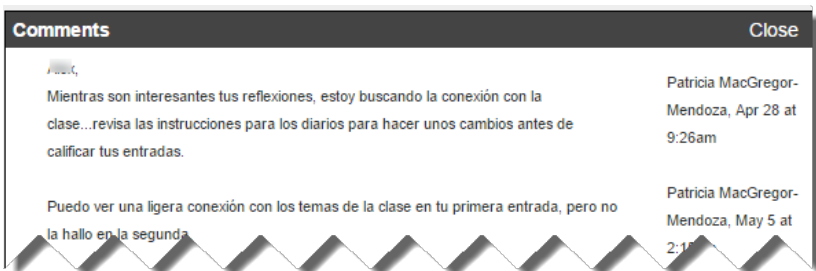 Comments Close
Mientras son interesantes tus reflexiones, estoy buscando la conexión con la
clase...revisa las instrucciones para los diarios para hacer unos cambios antes de
calificar tus entradas.
Patricia MacGregor-
Mendoza, Apr 28 at
9:26am
Puedo ver una ligera conexión con los temas de la clase en tu primera entrada, pero no
la hallo en la segunda
Patricia MacGregor-
Mendoza, May 5 at